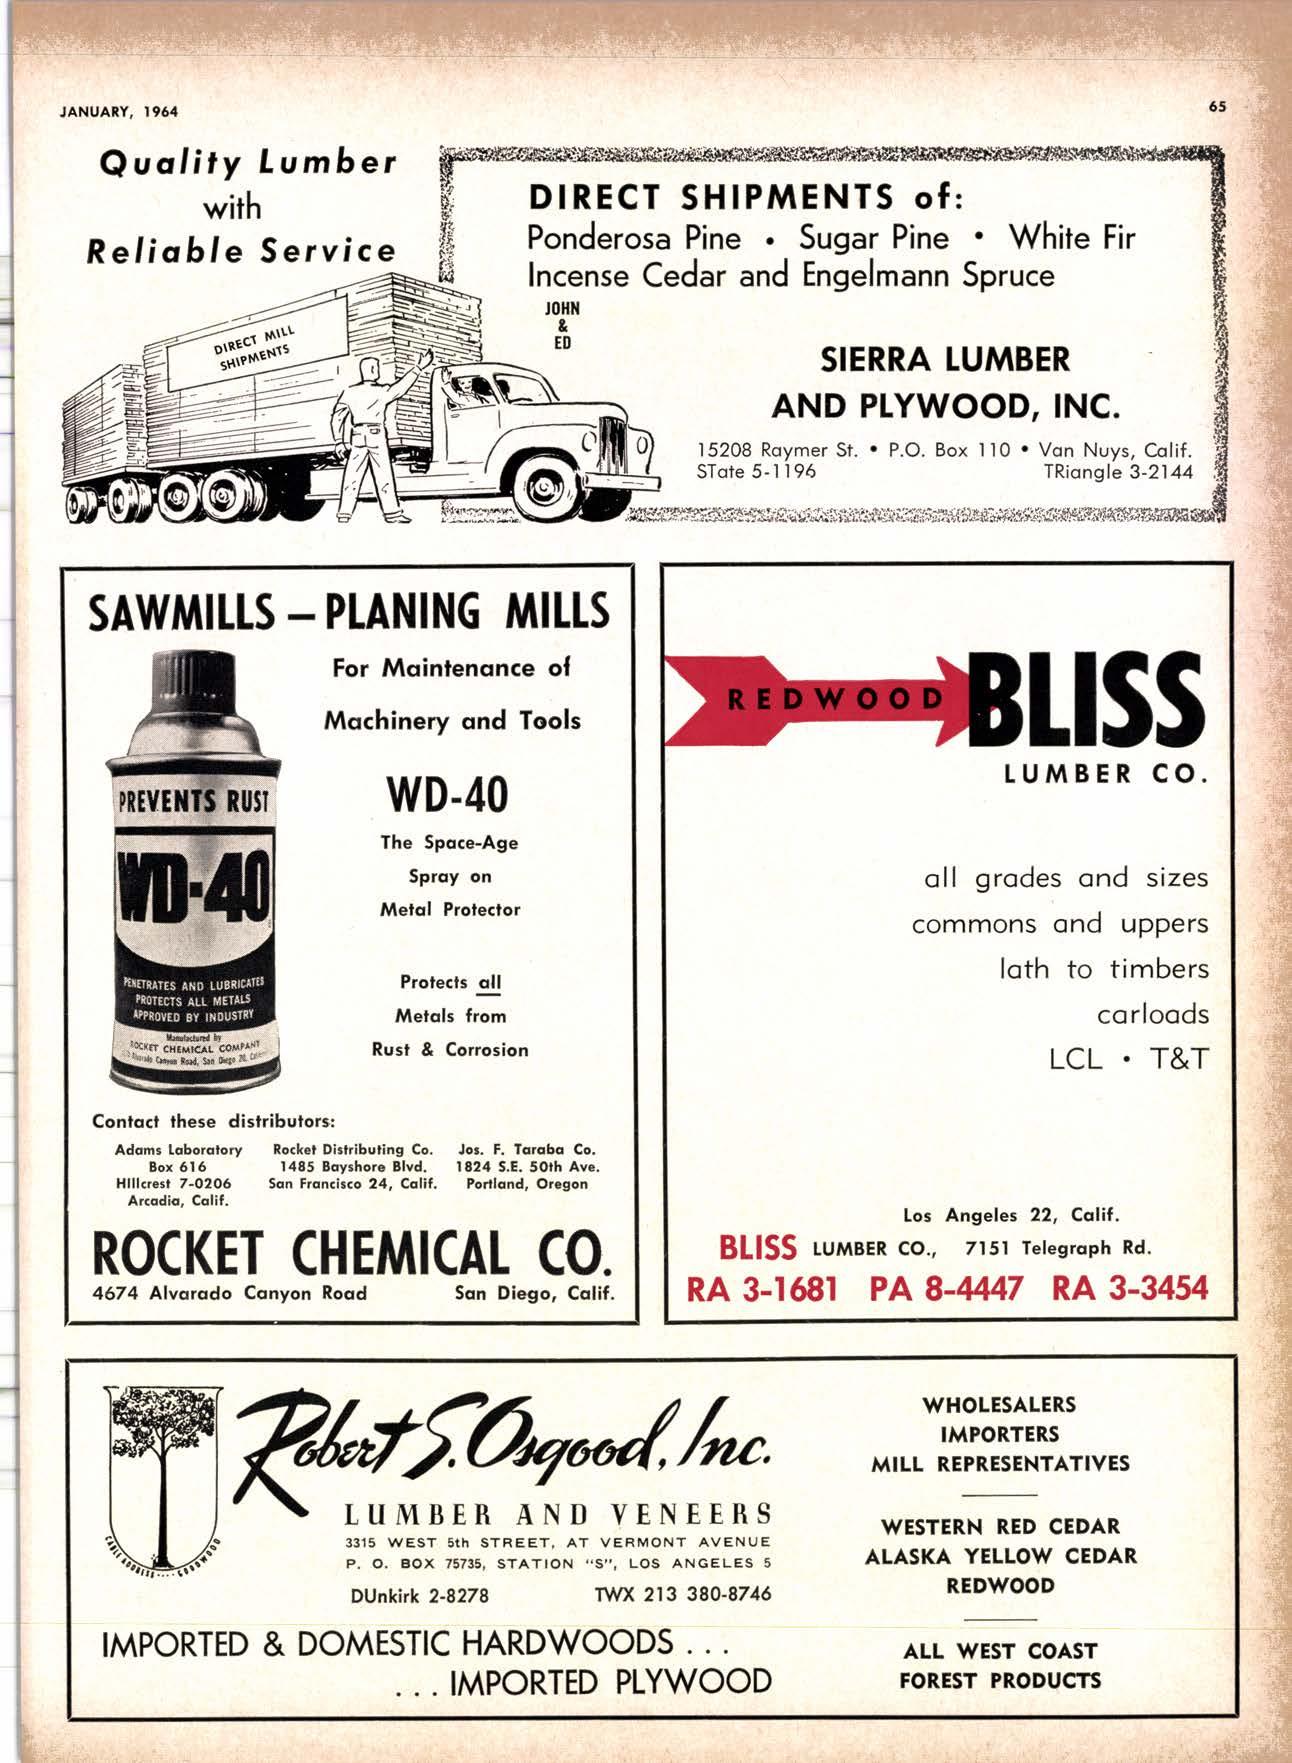 JANUARY, 1964
65
Quality Lumber
with
Reliable Service
DIRECT MILL
SHIPMENTS
DIRECT SHIPMENTS of:
Ponderosa Pine • Sugar Pine • White Fir
Incense Cedar and Engelmann Spruce
JOHN
&
ED
SIERRA LUMBER
AND PLYWOOD, INC.
15208 Raymer St. • P.O. Box 110 • Van Nuys, Calif.
STate 5-1196 TRiangle 3-2144
SAWMILLS – PLANING MILLS
For Maintenance of
Machinery and Tools
WD-40
The Space-Age
Spray on
Metal Protector
Protects all
Metals from
Rust & Corrosion
PREVENTS RUST
WD-40
PENETRATES AND LUBRICATES
PROTECTS ALL METALS
APPROVED BY INDUSTRY
Manufactured by
ROCKET CHEMICAL COMPANY
Alvarado Canyon Road, San Diego 20,
Contact these distributors:
Adams Laboratory
Box 616
HIllcrest 7-0206
Arcadia, Calif.
Rocket Distributing Co.
1485 Bayshore Blvd.
San Francisco 24, Calif.
Jos. F. Taraba Co.
1824 S.E. 50th Ave.
Portland, Oregon
ROCKET CHEMICAL CO.
4674 Alvarado Canyon Road San Diego, Calif.
REDWOOD BLISS
LUMBER CO.
all grades and sizes
commons and uppers
lath to timbers
carloads
LCL • T&T
Los Angeles 22, Calif.
BLISS LUMBER CO., 7151 Telegraph Rd.
RA 3-1681 PA 8-4447 RA 3-3454
CABLE ADDRESS .... GOODWOOD
Robert S. Osgood, Inc.
LUMBER AND VENEERS
3315 WEST 5th STREET, AT VERMONT AVENUE
P. O. BOX 75735, STATION "S", LOS ANGELES 5
DUnkirk 2-8278 TWX 213 380-8746
IMPORTED & DOMESTIC HARDWOODS . . .
. . . IMPORTED PLYWOOD
WHOLESALERS
IMPORTERS
MILL REPRESENTATIVES
WESTERN RED CEDAR
ALASKA YELLOW CEDAR
REDWOOD
ALL WEST COAST
FOREST PRODUCTS